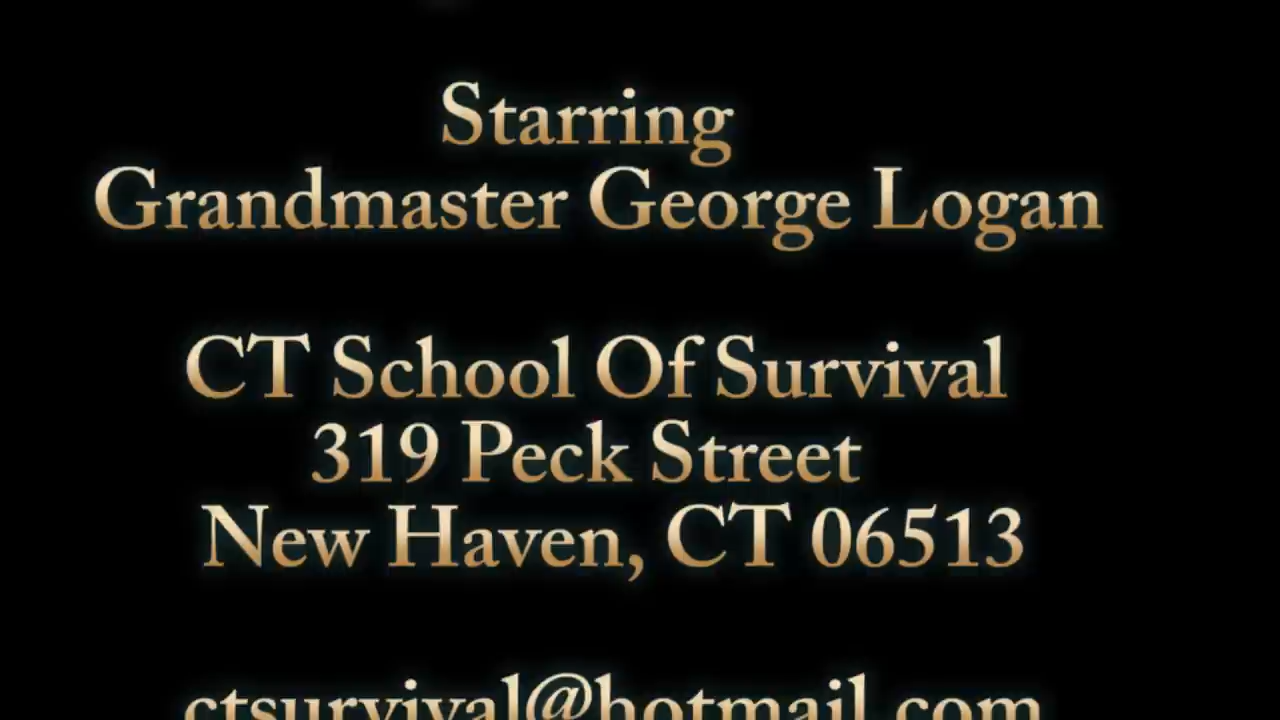 Starring
Grandmaster George Logan
CT School Of Survival
319 Peck Street
New Haven, CT 06513
ctsurvival@hotmail.com